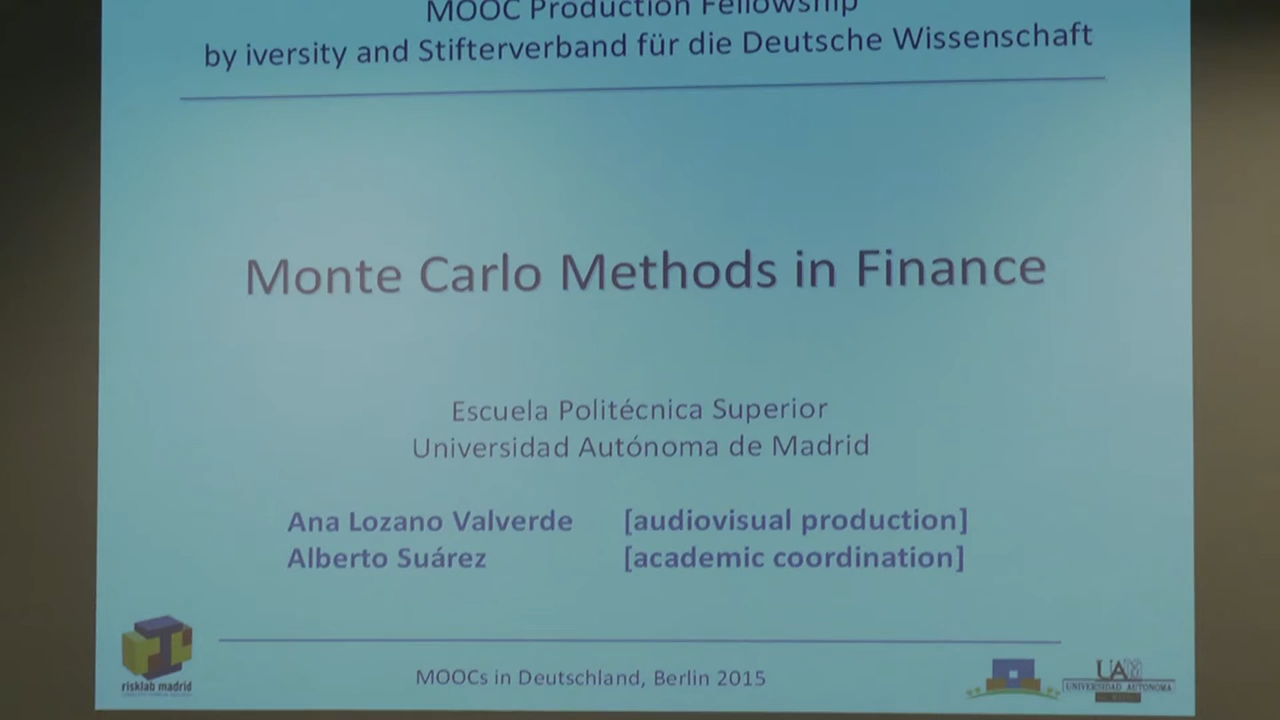 MOOC Production Fellowship
by iversity and Stifterverband für die Deutsche Wissenschaft
Monte Carlo Methods in Finance
Escuela Politécnica Superior
Universidad Autónoma de Madrid
Ana Lozano Valverde [audiovisual production]
Alberto Suárez [academic coordination]
risklab madrid
MOOCs in Deutschland, Berlin 2015
UAM
UNIVERSIDAD AUTONOMA